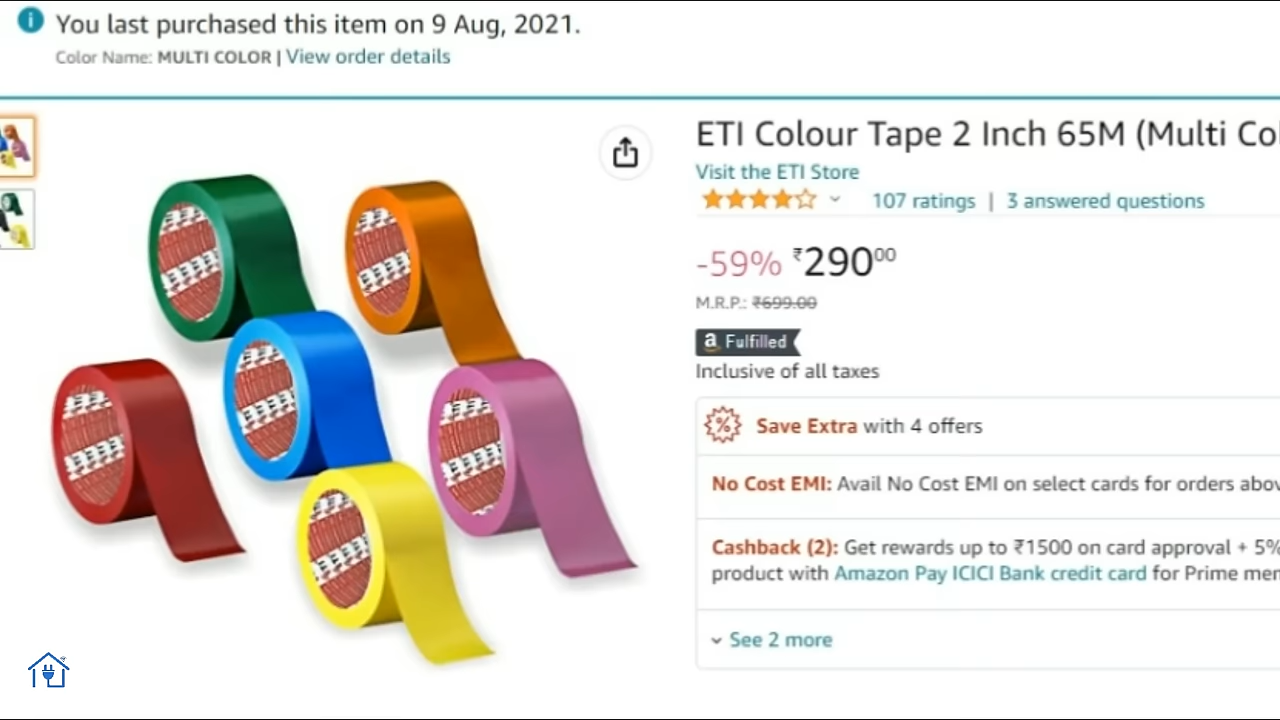 You last purchased this item on 9 Aug, 2021.
Color Name: MULTI COLOR | View order details
ETI Colour Tape 2 Inch 65M (Multi Co
Visit the ETI Store
107 ratings | 3 answered questions
-59% ₹290⁰⁰
M.R.P.: ₹699.00
a Fulfilled
Inclusive of all taxes
Save Extra with 4 offers
No Cost EMI: Avail No Cost EMI on select cards for orders abov
Cashback (2): Get rewards up to ₹1500 on card approval + 5%
product with Amazon Pay ICICI Bank credit card for Prime mem
See 2 more